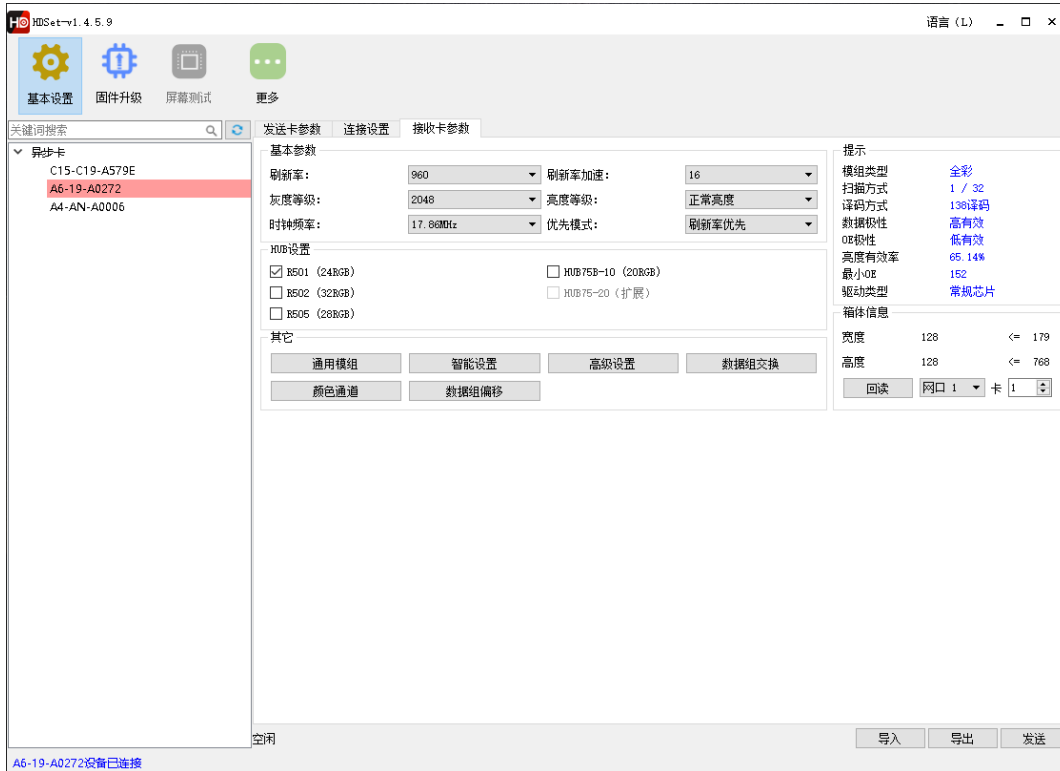 HDSet-v1.4.5.9 语言(L)
基本设置 固件升级 屏幕测试 更多
关键词搜索
发送卡参数 连接设置 接收卡参数
异步卡
C15-C19-A579E
A6-19-A0272
A4-AN-A0006
基本参数
刷新率: 960 刷新率加速: 16
灰度等级: 2048 亮度等级: 正常亮度
时钟频率: 17.86MHz 优先模式: 刷新率优先
HUB设置
R501 (24RGB) HUB75B-10 (20RGB)
R502 (32RGB) HUB75-20 (扩展)
R505 (28RGB)
其它
通用模组 智能设置 高级设置 数据组交换
颜色通道 数据组偏移
提示
模组类型 全彩
扫描方式 1 / 32
译码方式 138译码
数据极性 高有效
OE极性 低有效
亮度有效率 65.14%
最小OE 152
驱动类型 常规芯片
箱体信息
宽度 128 <= 179
高度 128 <= 768
回读 网口 1 卡 1
空闲 导入 导出 发送
A6-19-A0272设备已连接